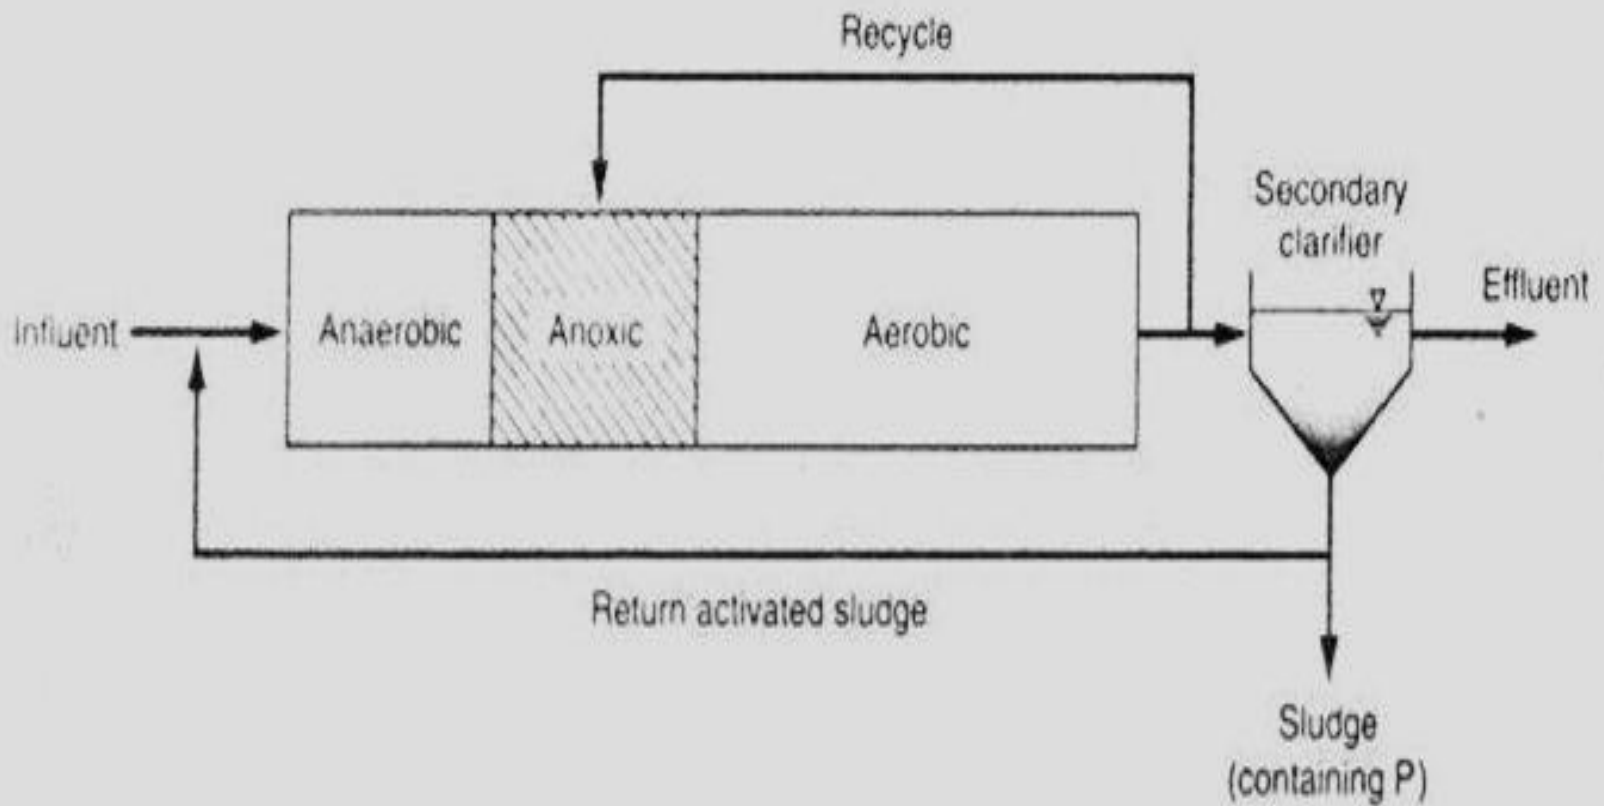 Recycle
Secondary
clarifier
Effluent
Influent
Anaerobic
Anoxic
Aerobic
Return activated sludge
Sludge
(containing P)